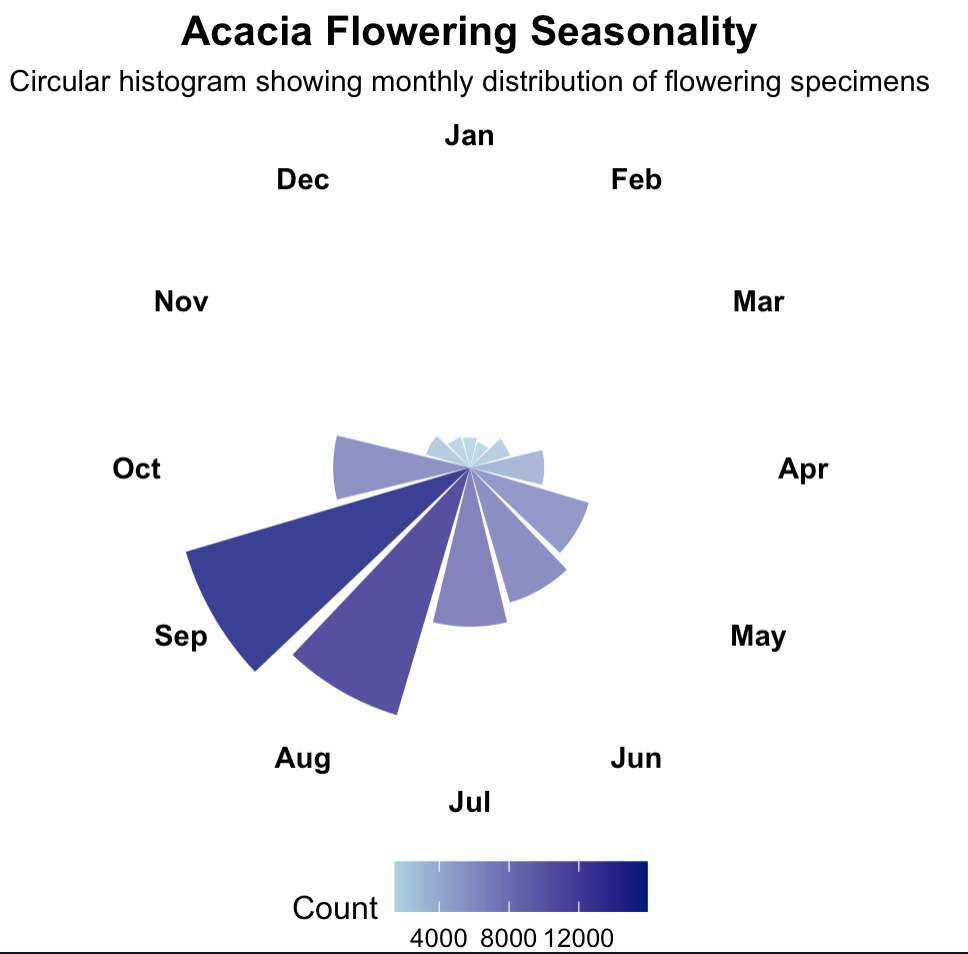 Acacia Flowering Seasonality
Circular histogram showing monthly distribution of flowering specimens
Jan
Dec
Feb
Nov
Mar
Oct
Apr
Sep
May
Aug
Jun
Jul
Count
4000 8000 12000